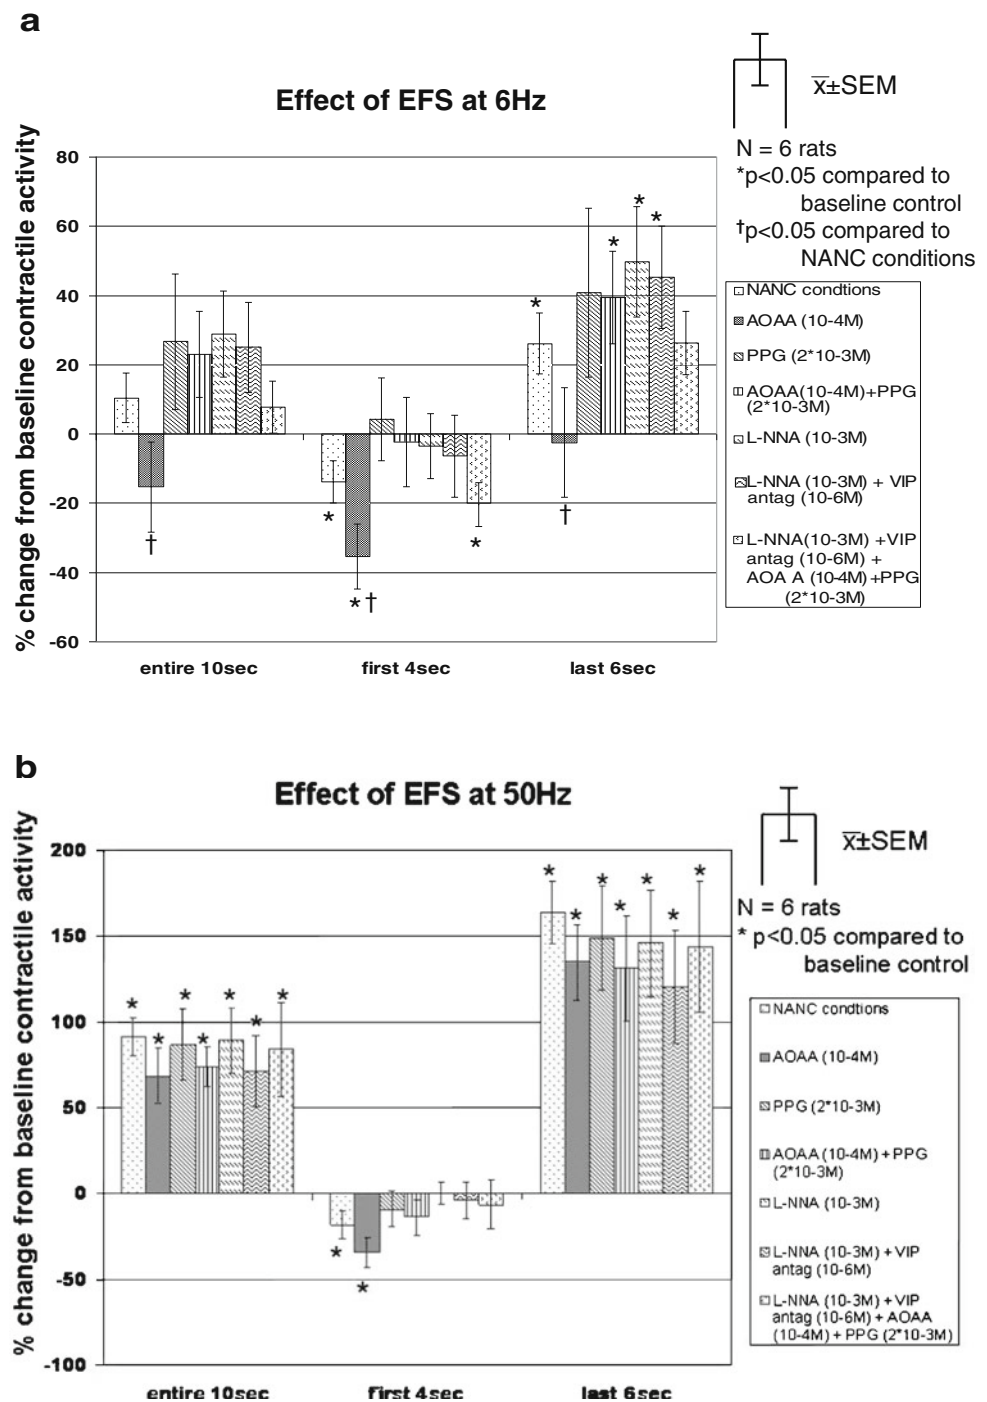 a
Effect of EFS at 6Hz
x̅±SEM
N = 6 rats
*p<0.05 compared to
baseline control
†p<0.05 compared to
NANC conditions
% change from baseline contractile activity
80
60
40
20
0
-20
-40
-60
* * * *
† * * † * †
entire 10sec first 4sec last 6sec
NANC condtions
AOAA (10-4M)
PPG (2*10-3M)
AOAA(10-4M)+PPG
(2*10-3M)
L-NNA (10-3M)
L-NNA (10-3M) + VIP
antag (10-6M)
L-NNA(10-3M) +VIP
antag (10-6M) +
AOA A (10-4M) +PPG
(2*10-3M)
b
Effect of EFS at 50Hz
x̅±SEM
N = 6 rats
* p<0.05 compared to
baseline control
% change from baseline contractile activity
200
150
100
50
0
-50
-100
* * * * * * *
* *
* * * * * * *
entire 10sec first 4sec last 6sec
NANC condtions
AOAA (10-4M)
PPG (2*10-3M)
AOAA (10-4M) + PPG
(2*10-3M)
L-NNA (10-3M)
L-NNA (10-3M) + VIP
antag (10-6M)
L-NNA (10-3M) + VIP
antag (10-6M) + AOAA
(10-4M) + PPG (2*10-3M)